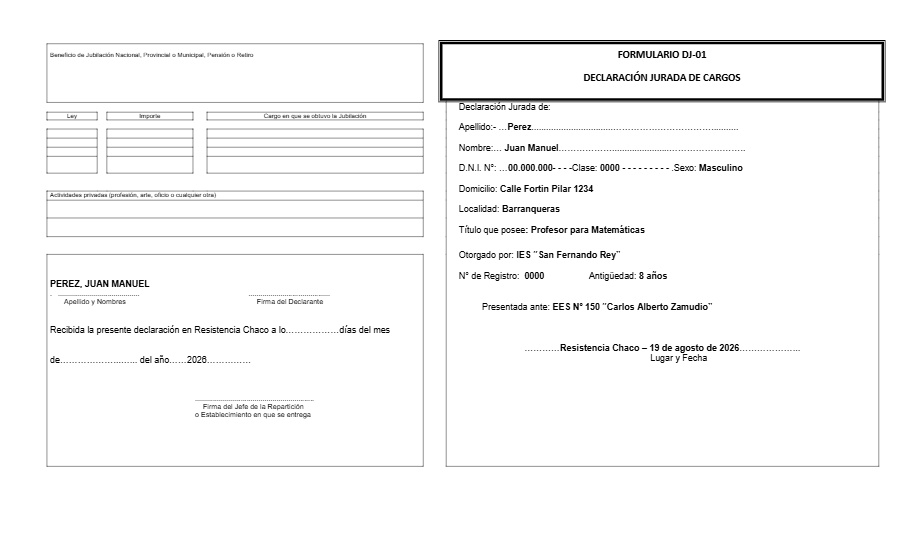 Beneficio de Jubilación Nacional, Provincial o Municipal, Pensión o Retiro
Ley Importe Cargo en que se obtuvo la Jubilación
Actividades privadas (profesión, arte, oficio o cualquier otra)
PEREZ, JUAN MANUEL
Apellido y Nombres Firma del Declarante
Recibida la presente declaración en Resistencia Chaco a lo………………días del mes
de…………………….. del año……2026……………
Firma del Jefe de la Repartición
o Establecimiento en que se entrega
FORMULARIO DJ-01
DECLARACIÓN JURADA DE CARGOS
Declaración Jurada de:
Apellido:- …Perez...............................................................................
Nombre:… Juan Manuel…………………..............................................................
D.N.I. N°: …00.000.000- - - -Clase: 0000 - - - - - - - - - .Sexo: Masculino
Domicilio: Calle Fortin Pilar 1234
Localidad: Barranqueras
Título que posee: Profesor para Matemáticas
Otorgado por: IES "San Fernando Rey"
N° de Registro: 0000 Antigüedad: 8 años
Presentada ante: EES N° 150 "Carlos Alberto Zamudio"
…………Resistencia Chaco – 19 de agosto de 2026…………………
Lugar y Fecha